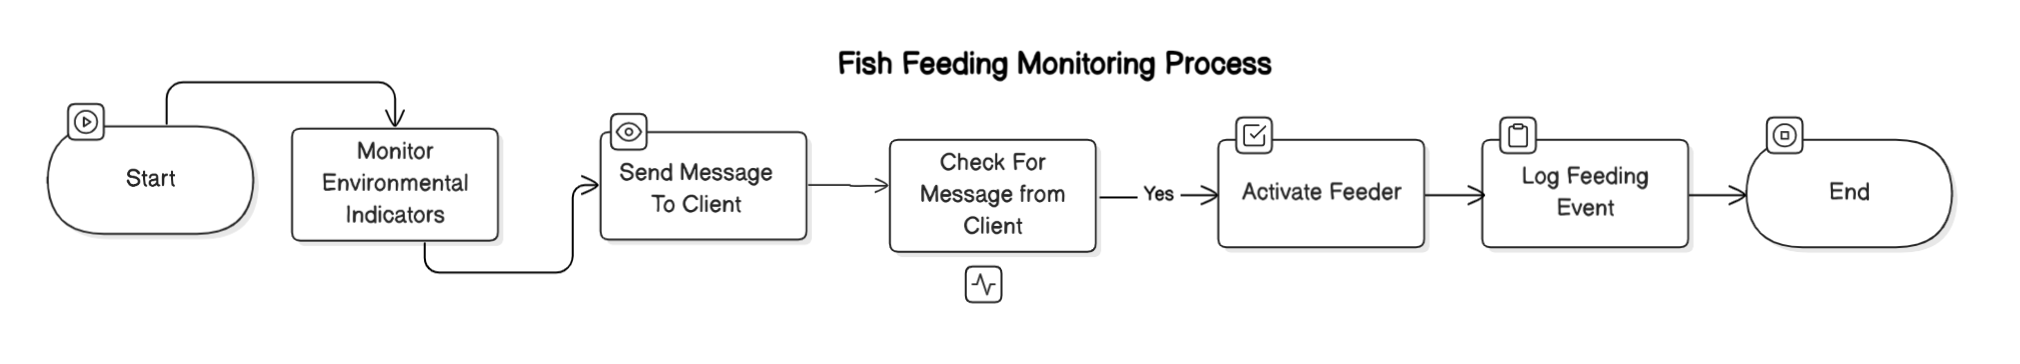 Fish Feeding Monitoring Process
Start
Monitor
Environmental
Indicators
Send Message
To Client
Check For
Message from
Client
Yes
Activate Feeder
Log Feeding
Event
End